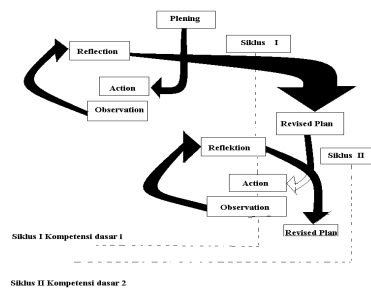 Plening
Siklus I
Reflection
Action
Observation
Revised Plan
Reflektion
Siklus II
Action
Observation
Revised Plan
Siklus I Kompetensi dasar i
Siklus II Kompetensi dasar 2